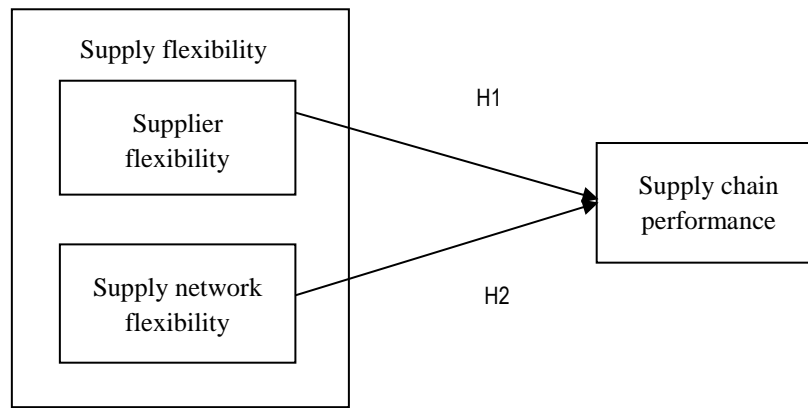 Supply flexibility
Supplier
flexibility
H1
Supply chain
performance
Supply network
flexibility
H2